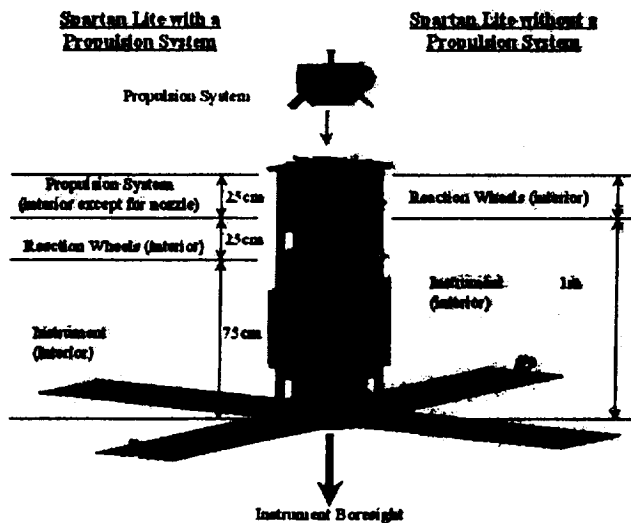 Spartan Lite with a
Propulsion System
Spartan Lite without a
Propulsion System
Propulsion System
Propulsion System
(interior except for nozzle)
25cm
Reaction Wheels (interior)
Reaction Wheels (interior)
25cm
Instrument
(interior)
1m
Instrument
(interior)
75cm
Instrument Boresight